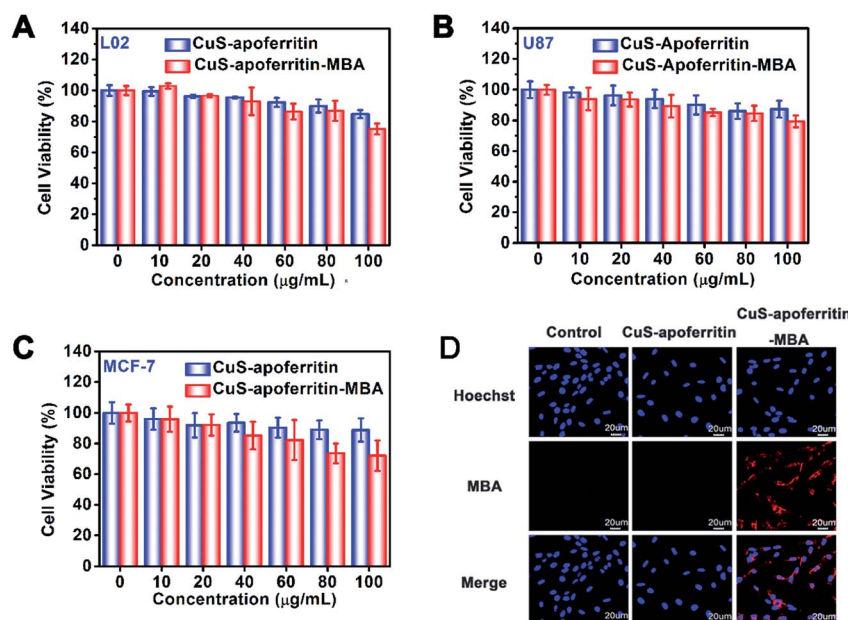 A
L02
CuS-apoferritin
CuS-apoferritin-MBA
Cell Viability (%)
140
120
100
80
60
40
20
0
0 10 20 40 60 80 100
Concentration (μg/mL)
B
U87
CuS-Apoferritin
CuS-Apoferritin-MBA
Cell Viability (%)
140
120
100
80
60
40
20
0
0 10 20 40 60 80 100
Concentration (μg/mL)
C
MCF-7
CuS-apoferritin
CuS-apoferritin-MBA
Cell Viability (%)
140
120
100
80
60
40
20
0
0 10 20 40 60 80 100
Concentration (μg/mL)
D
Control CuS-apoferritin CuS-apoferritin
-MBA
Hoechst
20um 20um 20um
MBA
20um 20um 20um
Merge
20um 20um 20um